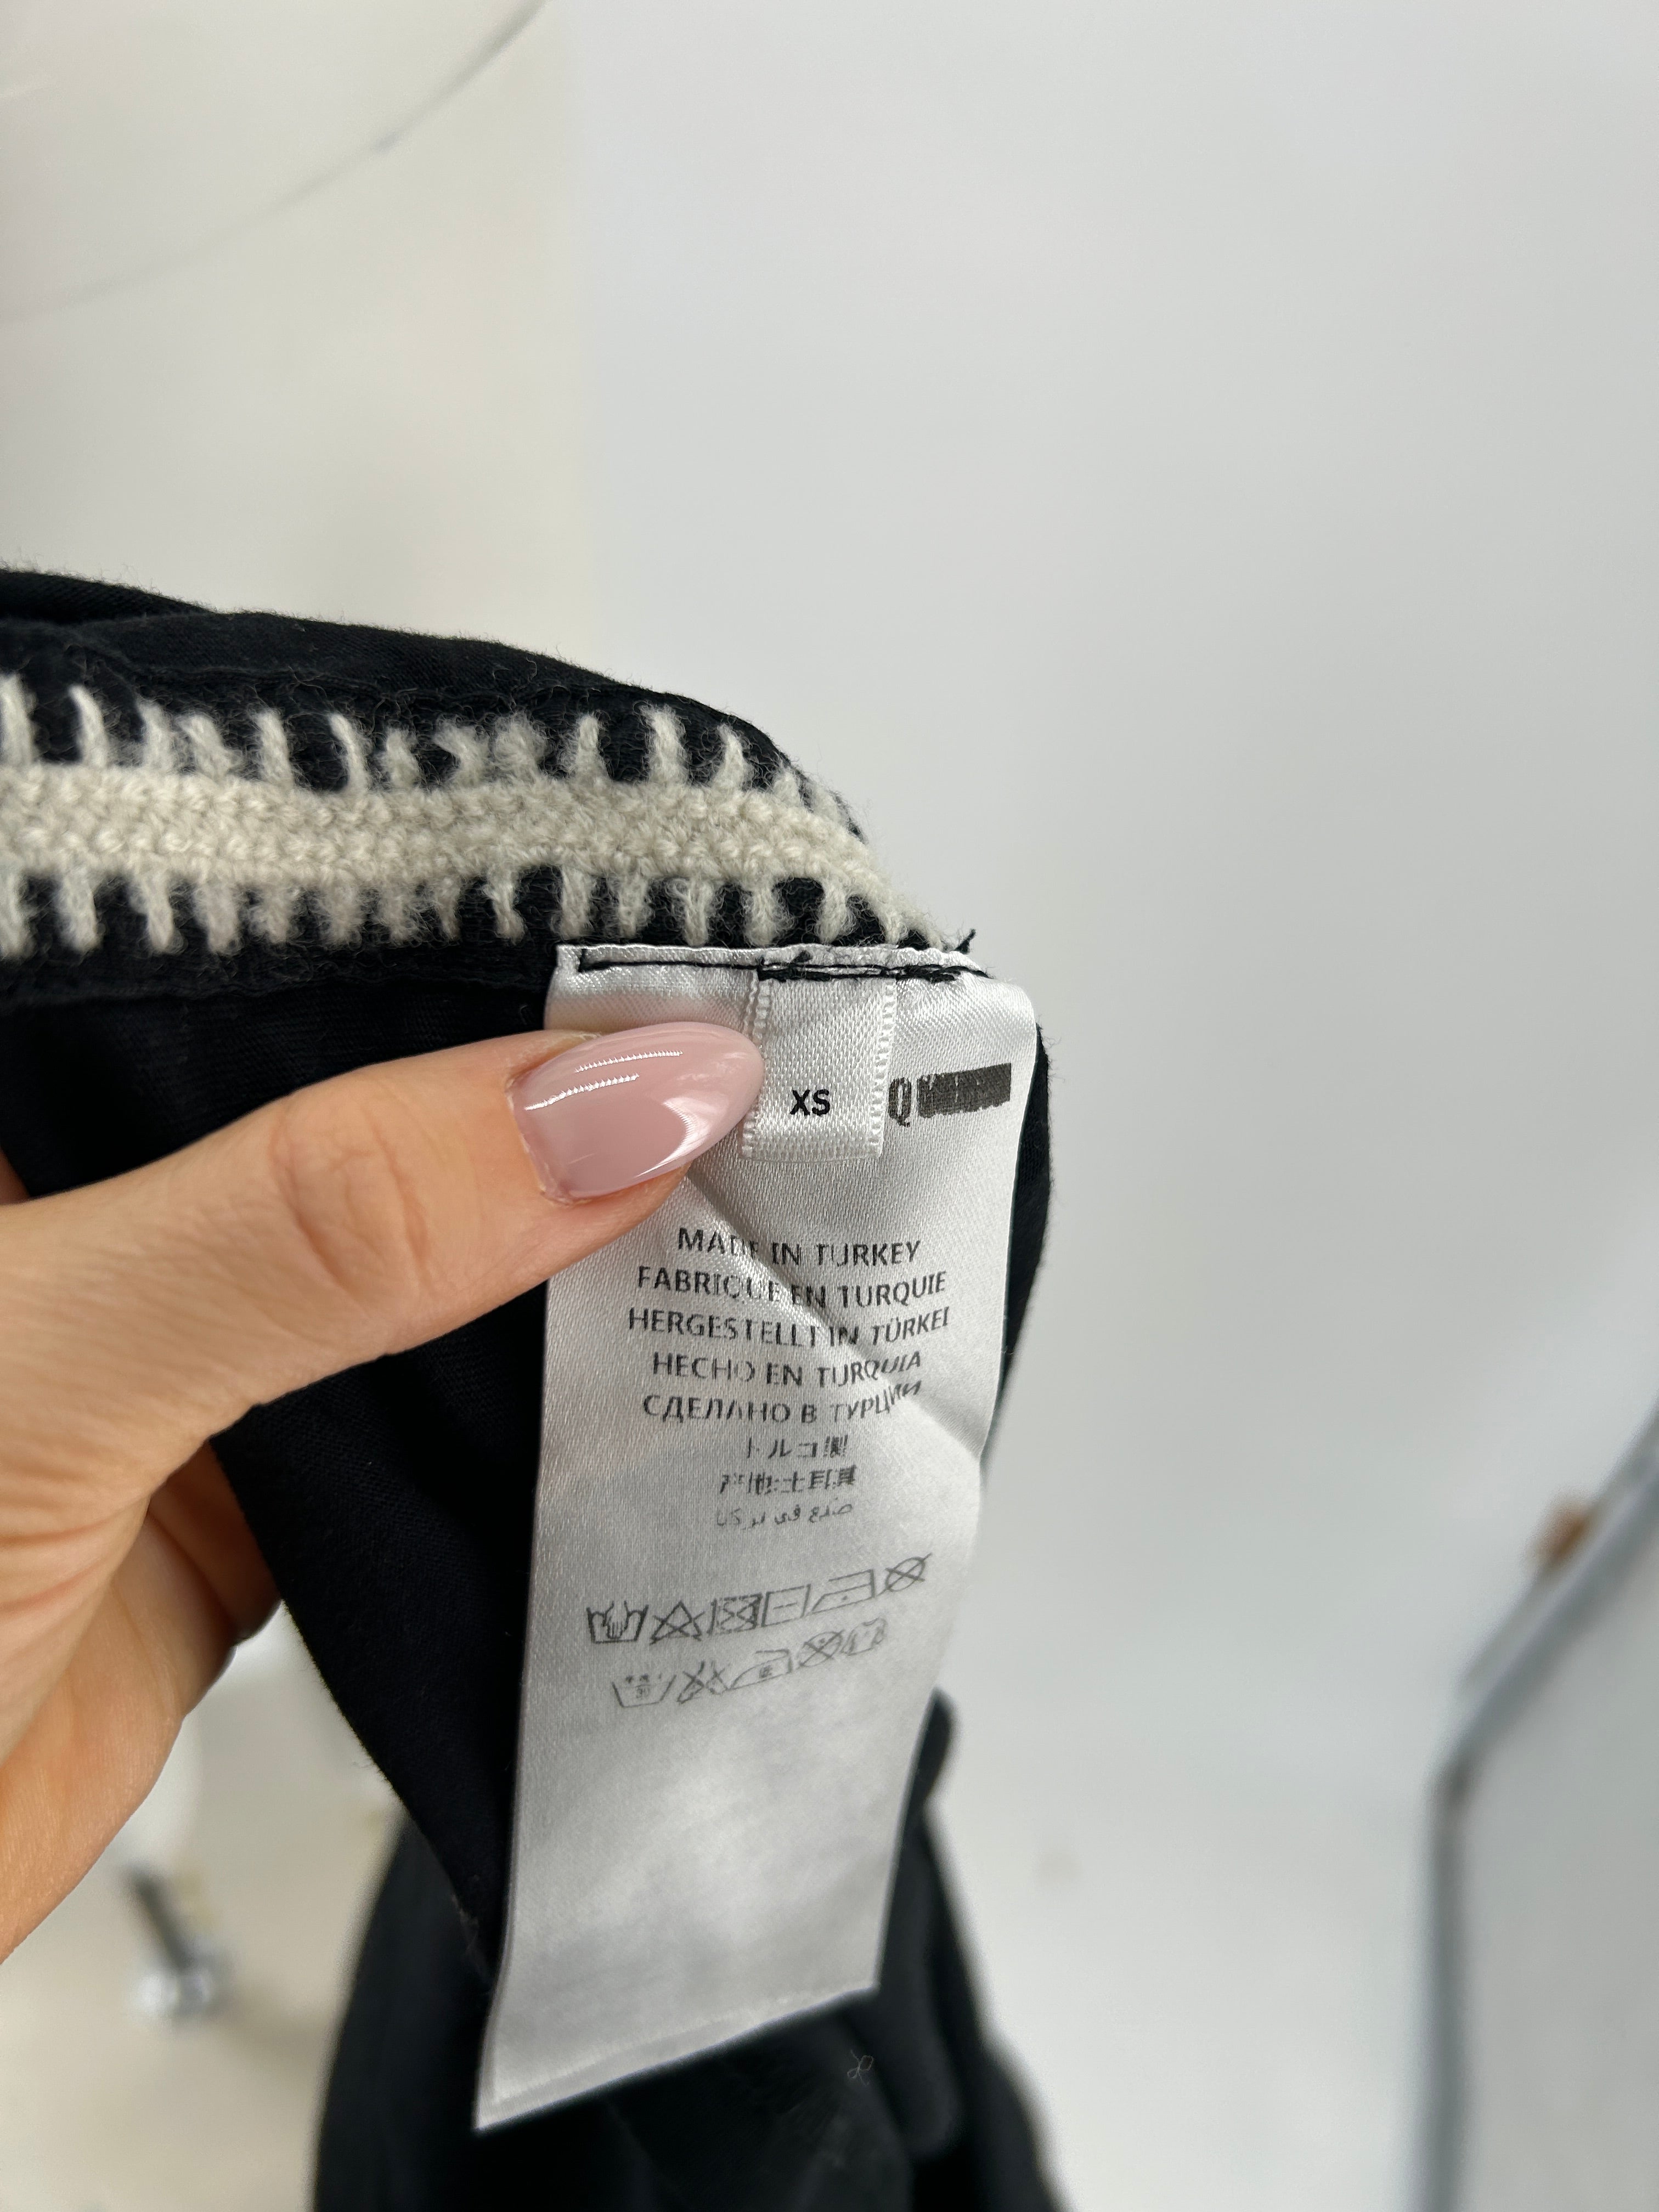 XS
Q
MADE IN TURKEY
FABRIQUE EN TURQUIE
HERGESTELLT IN TÜRKEI
HECHO EN TURQUIA
СДЕЛАНО В ТУРЦИИ
トルコ製
产地:土耳其
صنع في تركيا
30